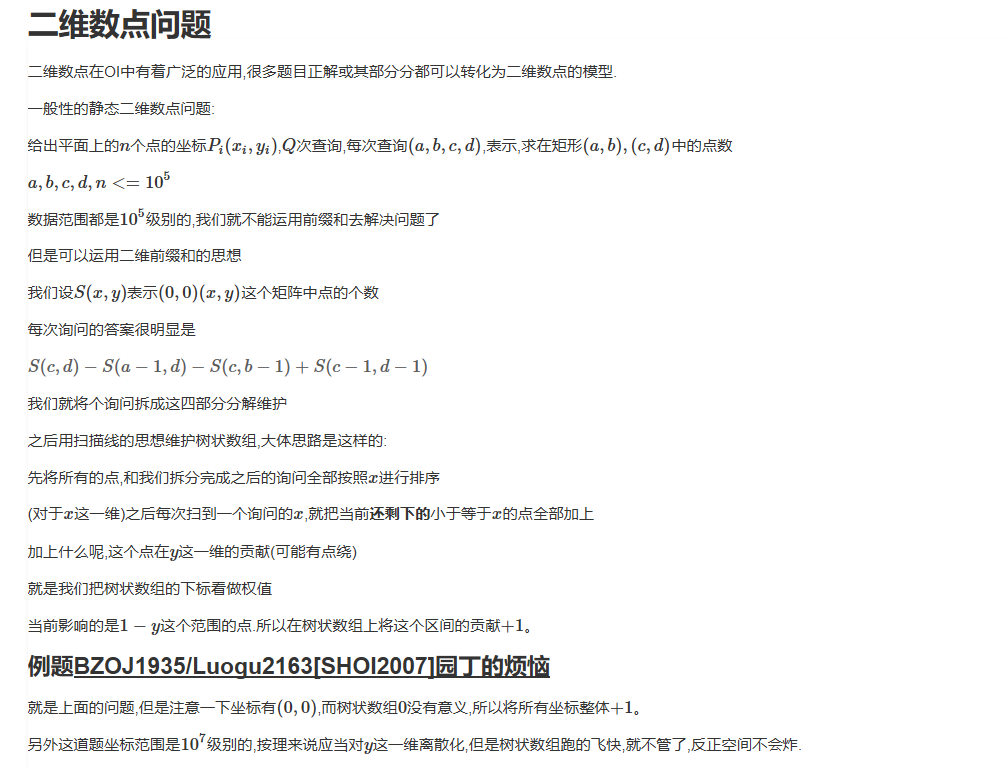 二维数点问题
二维数点在OI中有着广泛的应用,很多题目正解或其部分分都可以转化为二维数点的模型.
一般性的静态二维数点问题:
给出平面上的n个点的坐标P_i(x_i, y_i),Q次查询,每次查询(a, b, c, d),表示,求在矩形(a, b), (c, d)中的点数
a, b, c, d, n <= 10^5
数据范围都是10^5级别的,我们就不能运用前缀和去解决问题了
但是可以运用二维前缀和的思想
我们设S(x, y)表示(0, 0)(x, y)这个矩阵中点的个数
每次询问的答案很明显是
S(c, d) − S(a − 1, d) − S(c, b − 1) + S(c − 1, d − 1)
我们就将个询问拆成这四部分分解维护
之后用扫描线的思想维护树状数组,大体思路是这样的:
先将所有的点,和我们拆分完成之后的询问全部按照x进行排序
(对于x这一维)之后每次扫到一个询问的x,就把当前还剩下的小于等于x的点全部加上
加上什么呢,这个点在y这一维的贡献(可能有点绕)
就是我们把树状数组的下标看做权值
当前影响的是1 − y这个范围的点.所以在树状数组上将这个区间的贡献+1。
例题BZOJ1935/Luogu2163[SHOI2007]园丁的烦恼
就是上面的问题,但是注意一下坐标有(0, 0),而树状数组0没有意义,所以将所有坐标整体+1。
另外这道题坐标范围是10^7级别的,按理来说应当对y这一维离散化,但是树状数组跑的飞快,就不管了,反正空间不会炸.